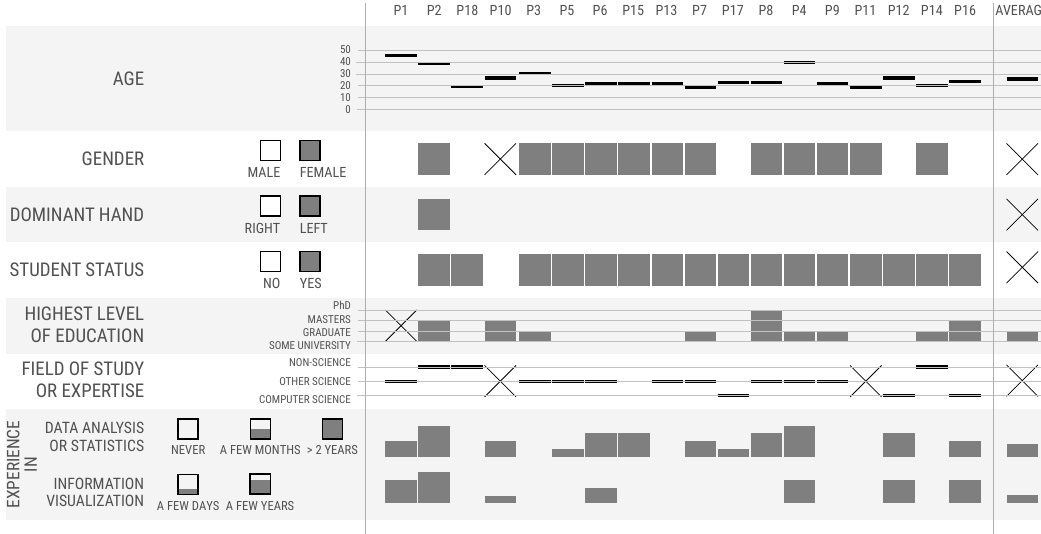 P1 P2 P18 P10 P3 P5 P6 P15 P13 P7 P17 P8 P4 P9 P11 P12 P14 P16 AVERAG
AGE
50
40
30
20
10
0
GENDER
MALE FEMALE
DOMINANT HAND
RIGHT LEFT
STUDENT STATUS
NO YES
HIGHEST LEVEL
OF EDUCATION
PhD
MASTERS
GRADUATE
SOME UNIVERSITY
FIELD OF STUDY
OR EXPERTISE
NON-SCIENCE
OTHER SCIENCE
COMPUTER SCIENCE
EXPERIENCE
IN
DATA ANALYSIS
OR STATISTICS
NEVER A FEW MONTHS > 2 YEARS
INFORMATION
VISUALIZATION
A FEW DAYS A FEW YEARS